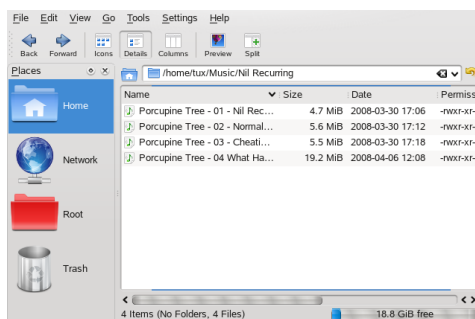 File Edit View Go Tools Settings Help
Back Forward Icons Details Columns Preview Split
Places
/home/tux/Music/Nil Recurring
Name Size Date Permiss
Home
Porcupine Tree - 01 - Nil Rec... 4.7 MiB 2008-03-30 17:06 -rwxr-xr-
Porcupine Tree - 02 - Normal... 5.6 MiB 2008-03-30 17:12 -rwxr-xr-
Porcupine Tree - 03 - Cheati... 5.5 MiB 2008-03-30 17:18 -rwxr-xr-
Porcupine Tree - 04 What Ha... 19.2 MiB 2008-04-06 12:08 -rwxr-xr-
Network
Root
Trash
4 Items (No Folders, 4 Files) 18.8 GiB free